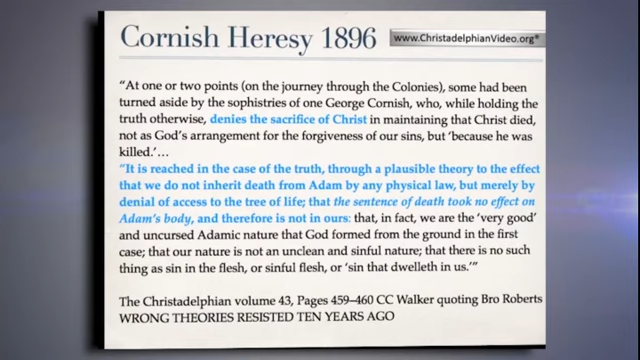 Cornish Heresy 1896
www.ChristadelphianVideo.org®
“At one or two points (on the journey through the Colonies), some had been
turned aside by the sophistries of one George Cornish, who, while holding the
truth otherwise, denies the sacrifice of Christ in maintaining that Christ died,
not as God’s arrangement for the forgiveness of our sins, but ‘because he was
killed.’…
“It is reached in the case of the truth, through a plausible theory to the effect
that we do not inherit death from Adam by any physical law, but merely by
denial of access to the tree of life; that the sentence of death took no effect on
Adam’s body, and therefore is not in ours: that, in fact, we are the ‘very good’
and uncursed Adamic nature that God formed from the ground in the first
case; that our nature is not an unclean and sinful nature; that there is no such
thing as sin in the flesh, or sinful flesh, or ‘sin that dwelleth in us.’”
The Christadelphian volume 43, Pages 459–460 CC Walker quoting Bro Roberts
WRONG THEORIES RESISTED TEN YEARS AGO